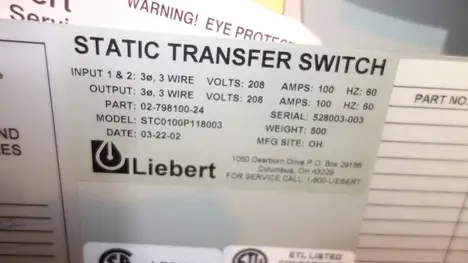 WARNING! EYE PROTEC
Liebert
Servi
STATIC TRANSFER SWITCH
INPUT 1 & 2: 3ø, 3 WIRE VOLTS: 208 AMPS: 100 HZ: 60
OUTPUT: 3ø, 3 WIRE VOLTS: 208 AMPS: 100 HZ: 60
PART: 02-798100-24 SERIAL: 528003-003
MODEL: STC0100P118003 WEIGHT: 500
DATE: 03-22-02 MFG SITE: OH
Liebert
1050 Dearborn Drive P.O. Box 29186
Columbus, OH 43229
FOR SERVICE CALL 1-800-LIEBERT
PART NO.
AND
ES
ETL LISTED